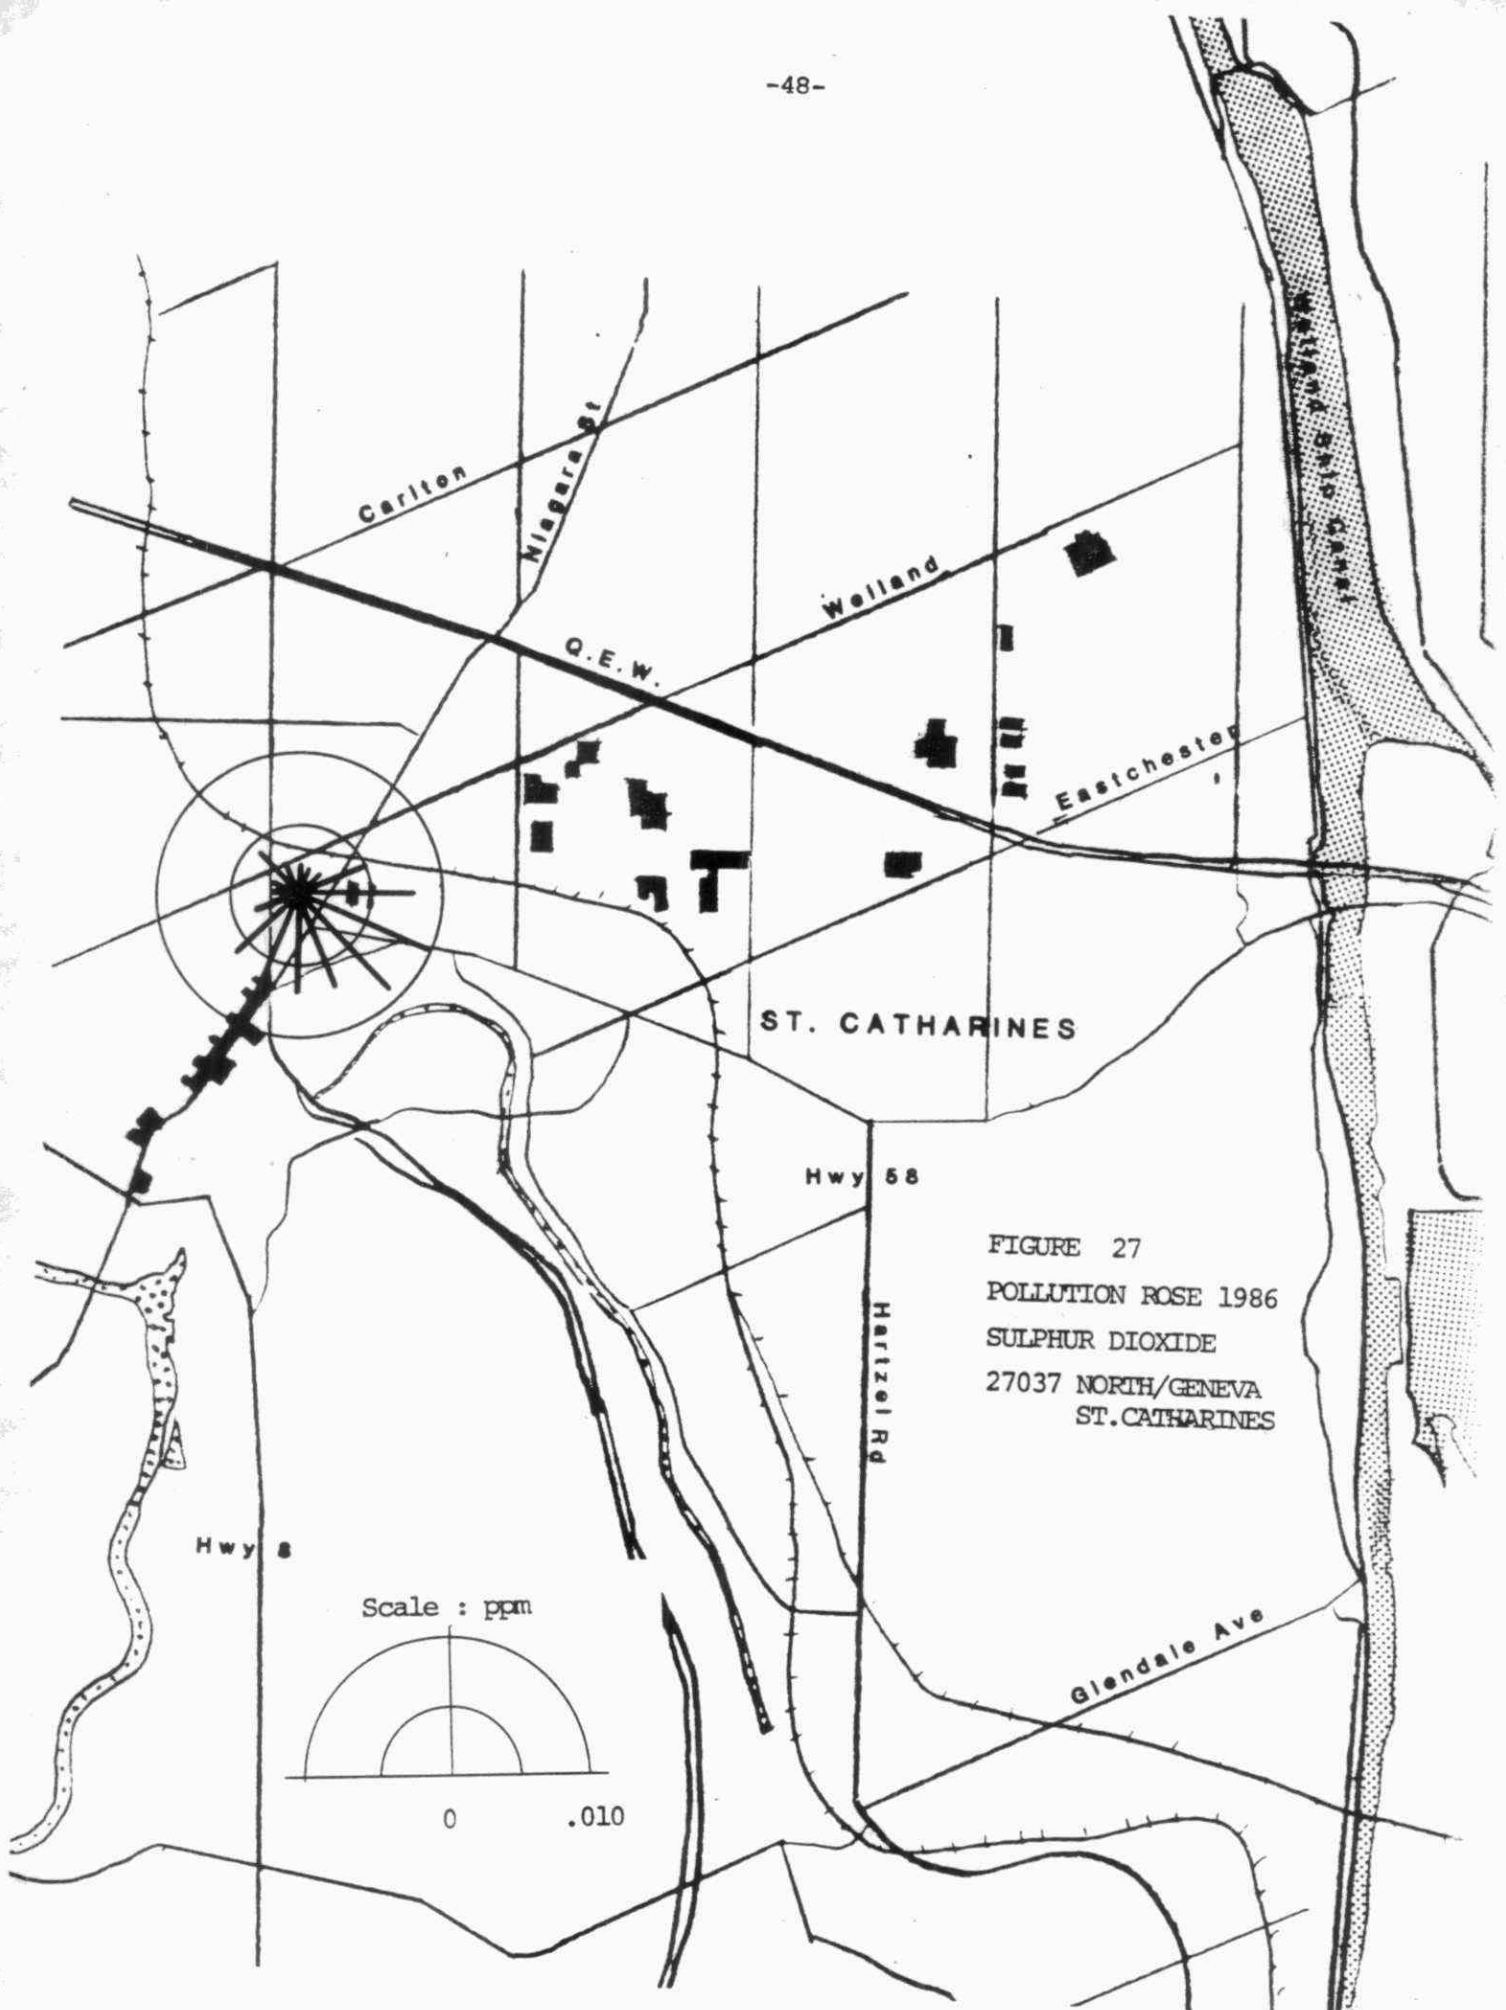 -48-
Carlton
Niagara St
Welland Ship Canal
Welland
Q.E.W.
Eastchester
ST. CATHARINES
Hwy 58
FIGURE 27
POLLUTION ROSE 1986
SULPHUR DIOXIDE
27037 NORTH/GENEVA
ST.CATHARINES
Hartzel Rd
Hwy 8
Scale : ppm
Glendale Ave
0 .010